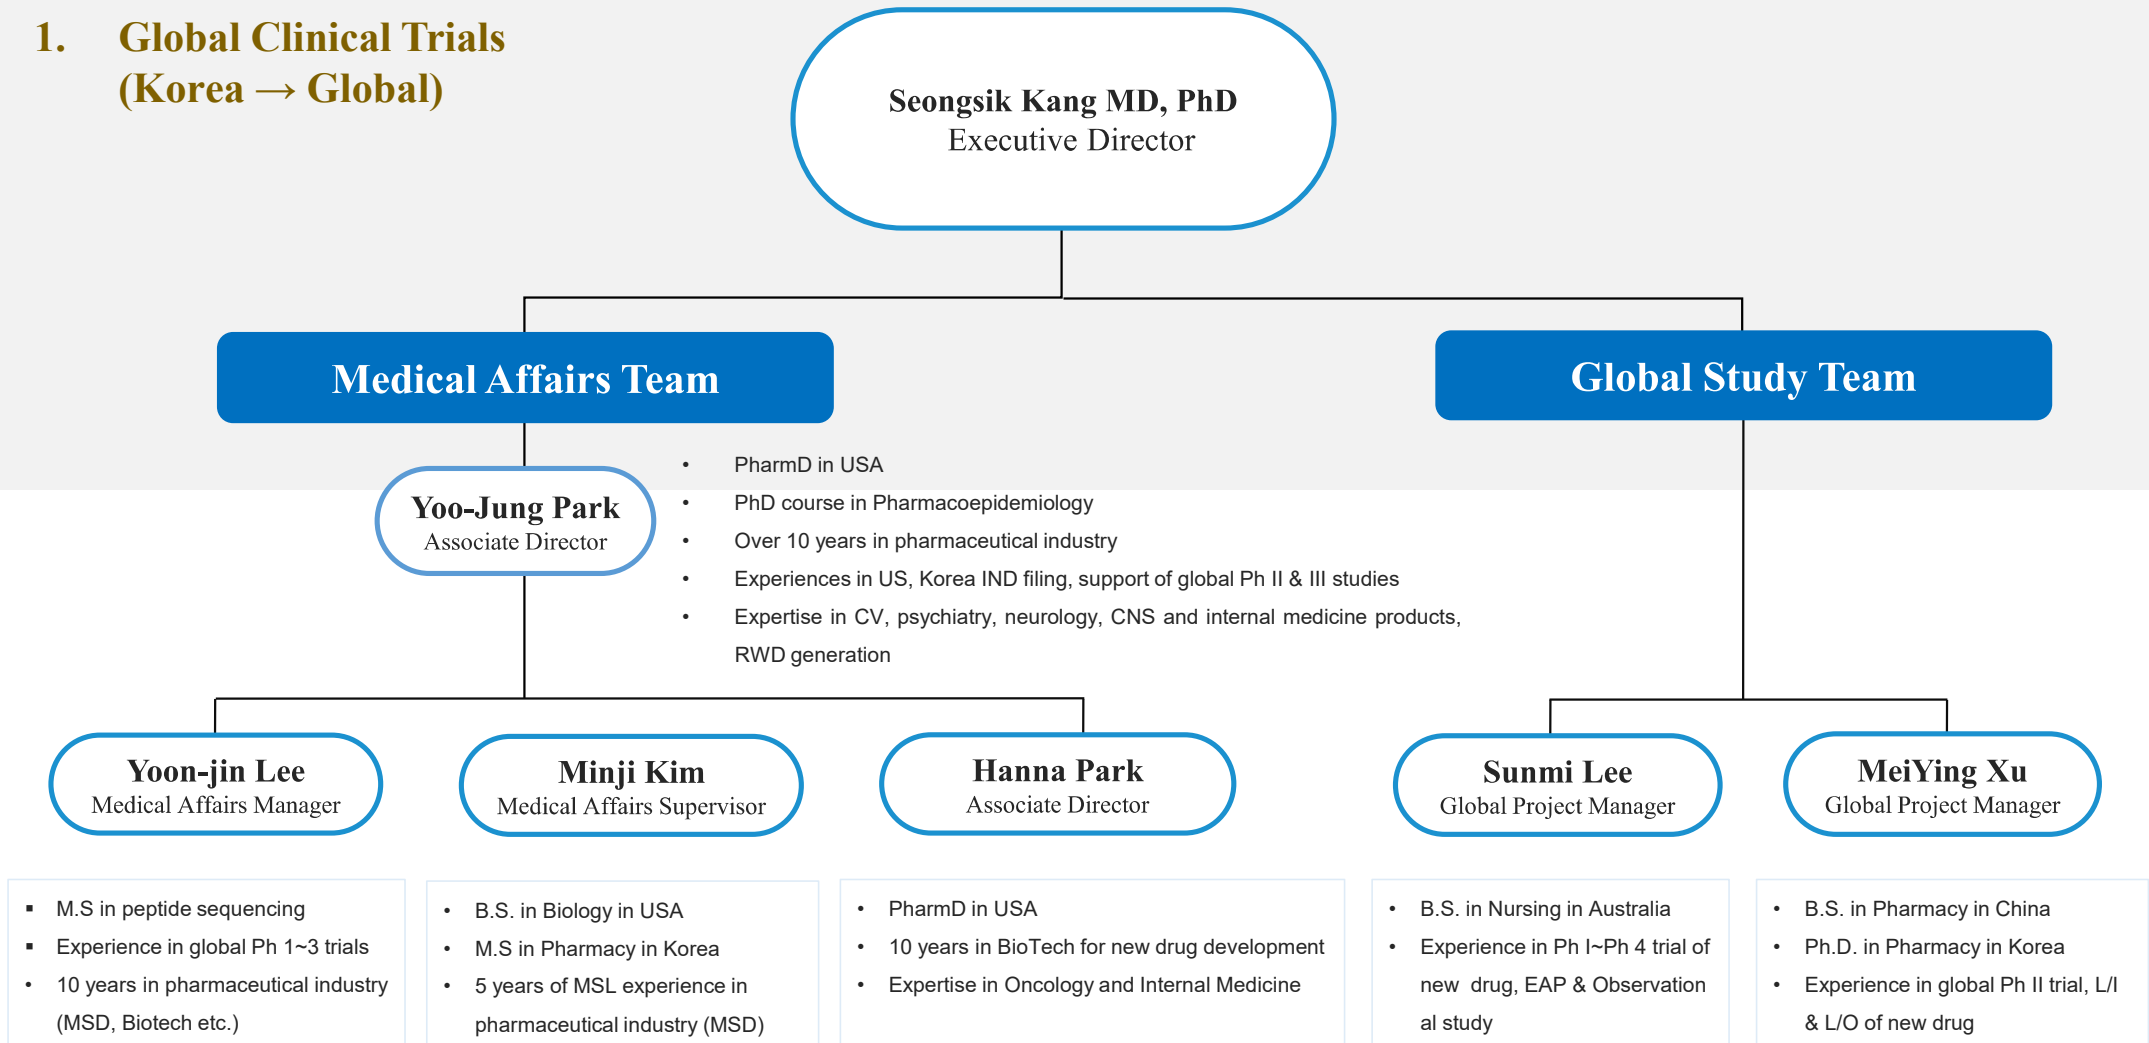 1. Global Clinical Trials
(Korea → Global)
Seongsik Kang MD, PhD
Executive Director
Medical Affairs Team
Global Study Team
Yoo-Jung Park
Associate Director
• PharmD in USA
• PhD course in Pharmacoepidemiology
• Over 10 years in pharmaceutical industry
• Experiences in US, Korea IND filing, support of global Ph II & III studies
• Expertise in CV, psychiatry, neurology, CNS and internal medicine products,
RWD generation
Yoon-jin Lee
Medical Affairs Manager
Minji Kim
Medical Affairs Supervisor
Hanna Park
Associate Director
Sunmi Lee
Global Project Manager
MeiYing Xu
Global Project Manager
▪ M.S in peptide sequencing
▪ Experience in global Ph 1~3 trials
• 10 years in pharmaceutical industry
(MSD, Biotech etc.)
• B.S. in Biology in USA
• M.S in Pharmacy in Korea
• 5 years of MSL experience in
pharmaceutical industry (MSD)
• PharmD in USA
• 10 years in BioTech for new drug development
• Expertise in Oncology and Internal Medicine
• B.S. in Nursing in Australia
• Experience in Ph I~Ph 4 trial of
new drug, EAP & Observation
al study
• B.S. in Pharmacy in China
• Ph.D. in Pharmacy in Korea
• Experience in global Ph II trial, L/I
& L/O of new drug